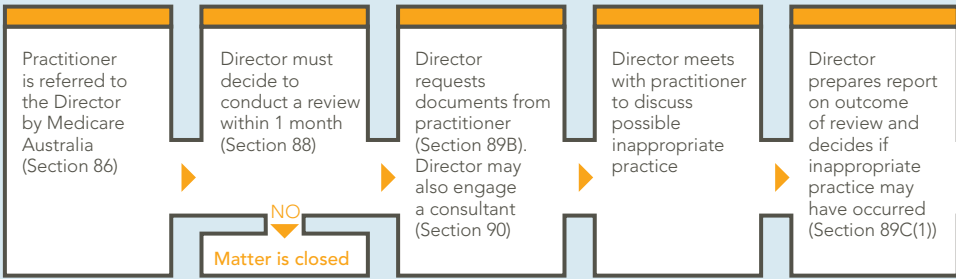 Practitioner
is referred to
the Director
by Medicare
Australia
(Section 86)
Director must
decide to
conduct a review
within 1 month
(Section 88)
NO
Matter is closed
Director
requests
documents from
practitioner
(Section 89B).
Director may
also engage
a consultant
(Section 90)
Director meets
with practitioner
to discuss
possible
inappropriate
practice
Director
prepares report
on outcome
of review and
decides if
inappropriate
practice may
have occurred
(Section 89C(1))